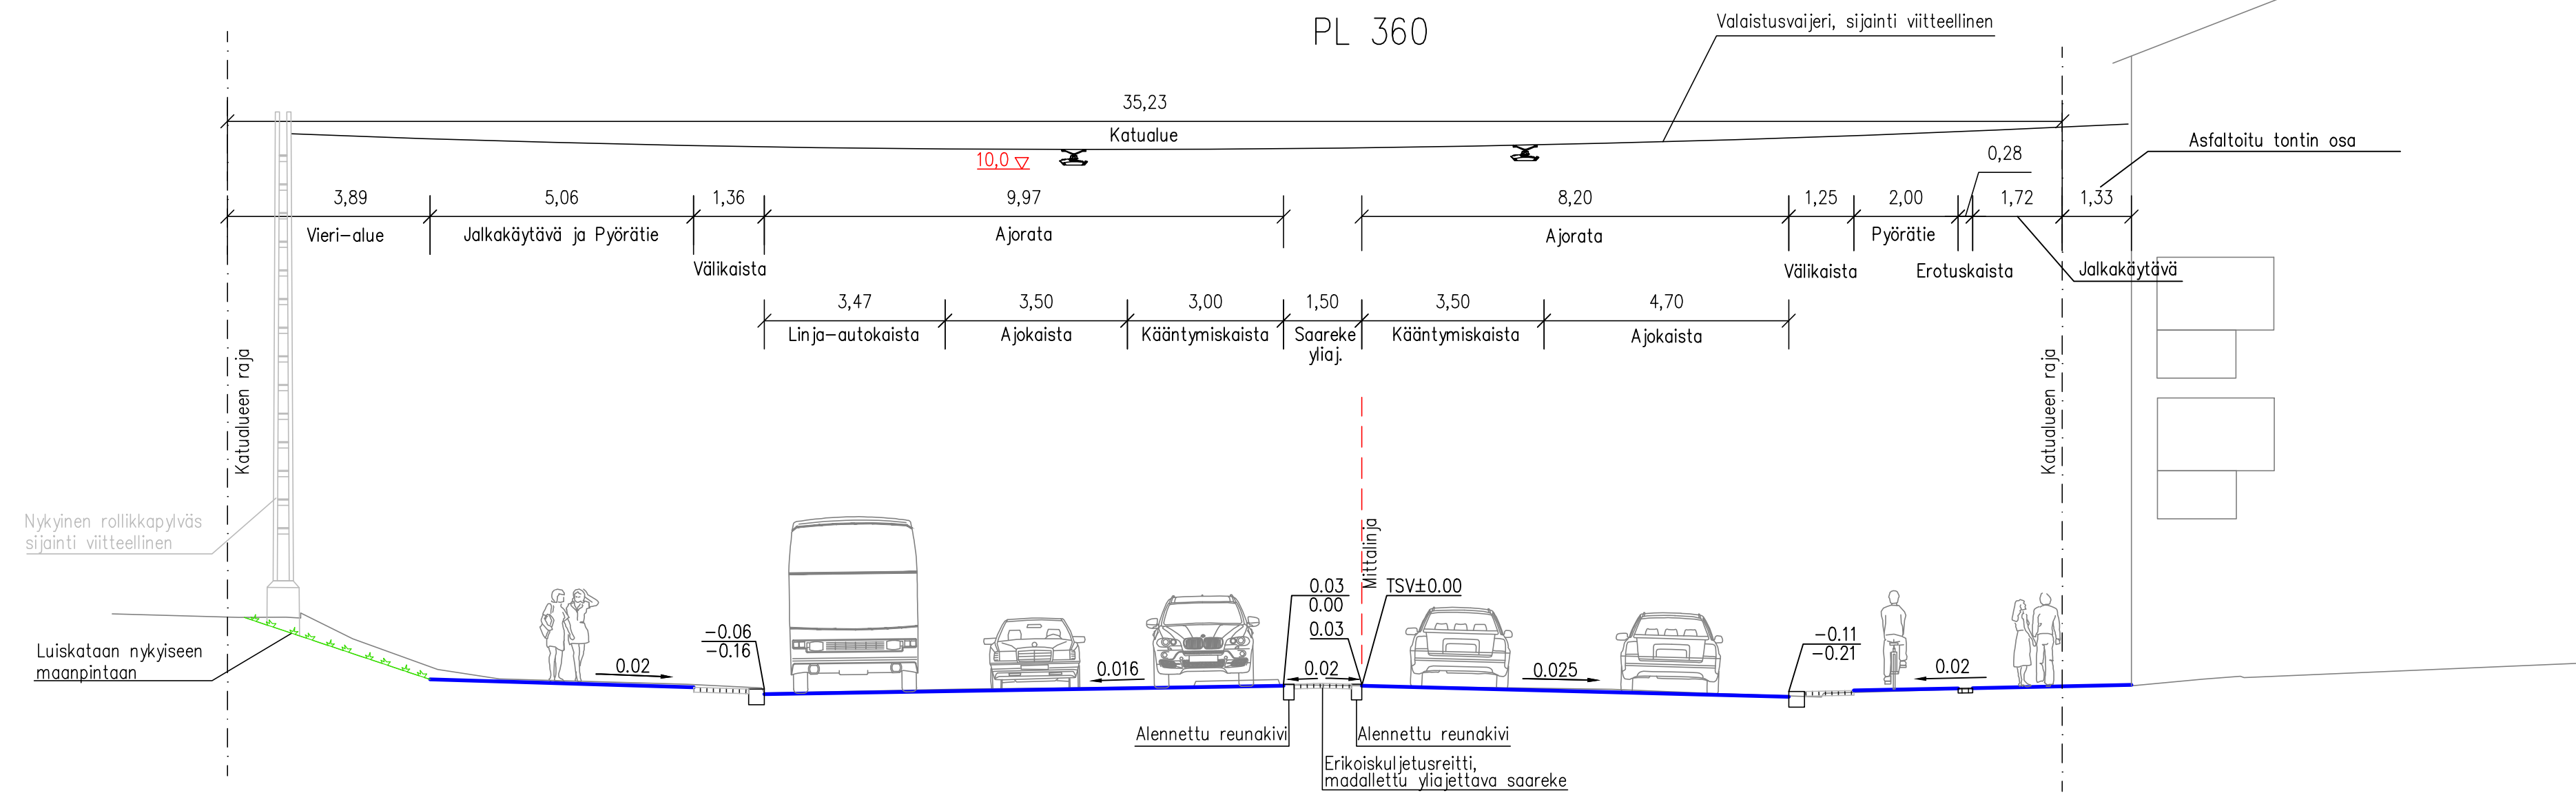 PL 360
Valaistusvaijeri, sijainti viitteellinen
35,23
Katualue
10,0
Asfaltoitu tontin osa
0,28
3,89
5,06
1,36
9,97
8,20
1,25
2,00
1,72
1,33
Vieri-alue
Jalkakäytävä ja Pyörätie
Ajorata
Ajorata
Pyörätie
Välikaista
Välikaista
Erotuskaista
Jalkakäytävä
3,47
3,50
3,00
1,50
3,50
4,70
Linja-autokaista
Ajokaista
Kääntymiskaista
Saareke
yliaj.
Kääntymiskaista
Ajokaista
Katualueen raja
Katualueen raja
Nykyinen rollikkapylväs
sijainti viitteellinen
Mittalinja
0.03
0.00
0.03
TSV±0.00
Luiskataan nykyiseen
maanpintaan
-0.06
-0.16
-0.11
-0.21
0.02
0.016
0.02
0.025
0.02
Alennettu reunakivi
Alennettu reunakivi
Erikoiskuljetusreitti,
madallettu yliajettava saareke